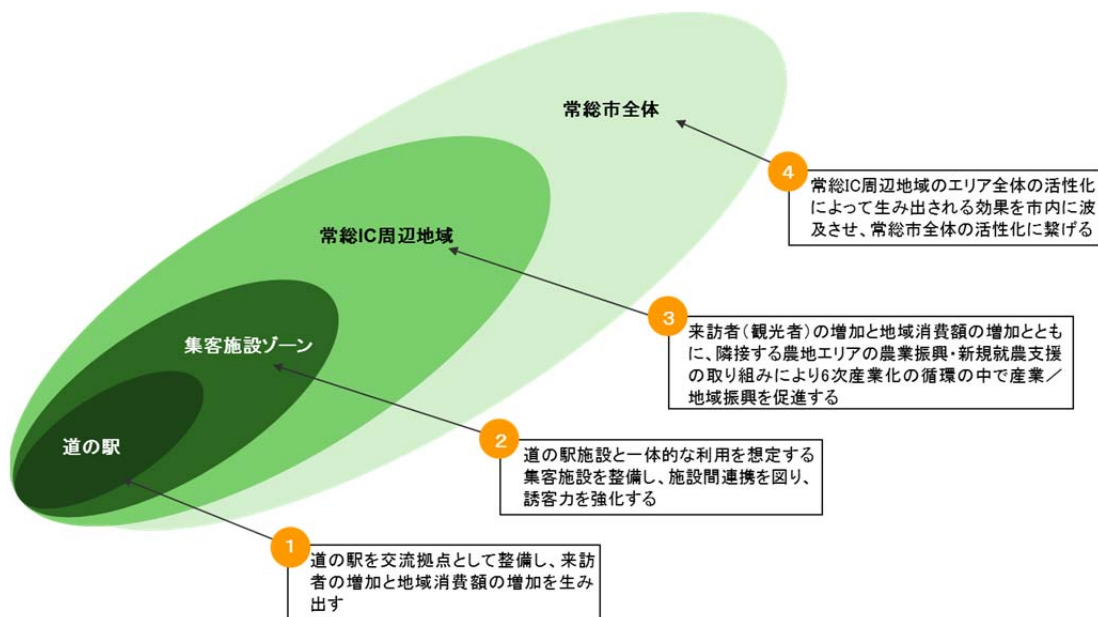 常総市全体
4
常総IC周辺地域のエリア全体の活性化
によって生み出される効果を市内に波
及させ、常総市全体の活性化に繋げる
常総IC周辺地域
3
来訪者(観光者)の増加と地域消費額の増加ととも
に、隣接する農地エリアの農業振興・新規就農支援
の取り組みにより6次産業化の循環の中で産業/
地域振興を促進する
集客施設ゾーン
2
道の駅施設と一体的な利用を想定する
集客施設を整備し、施設間連携を図り、
誘客力を強化する
道の駅
1
道の駅を交流拠点として整備し、来訪
者の増加と地域消費額の増加を生み
出す